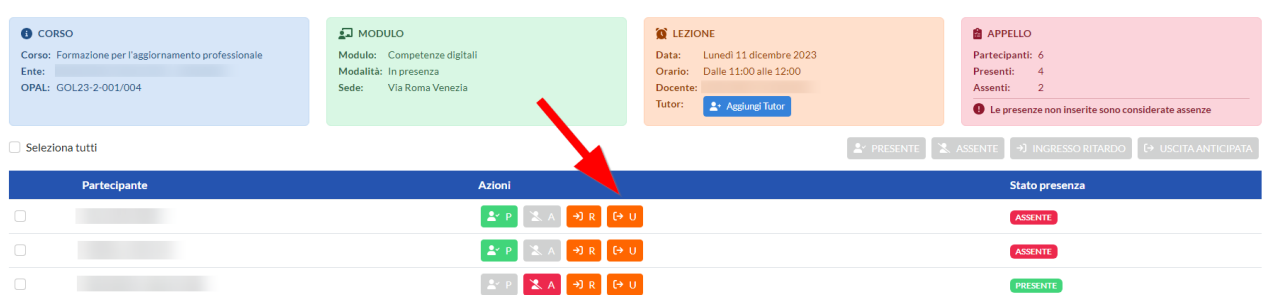 CORSO
Corso: Formazione per l'aggiornamento professionale
Ente:
OPAL: GOL23-2-001/004
MODULO
Modulo: Competenze digitali
Modalità: In presenza
Sede: Via Roma Venezia
LEZIONE
Data: Lunedì 11 dicembre 2023
Orario: Dalle 11:00 alle 12:00
Docente:
Tutor: Aggiungi Tutor
APPELLO
Partecipanti: 6
Presenti: 4
Assenti: 2
Le presenze non inserite sono considerate assenze
Seleziona tutti PRESENTE ASSENTE INGRESSO RITARDO USCITA ANTICIPATA
Partecipante Azioni Stato presenza
P A R U ASSENTE
P A R U ASSENTE
P A R U PRESENTE